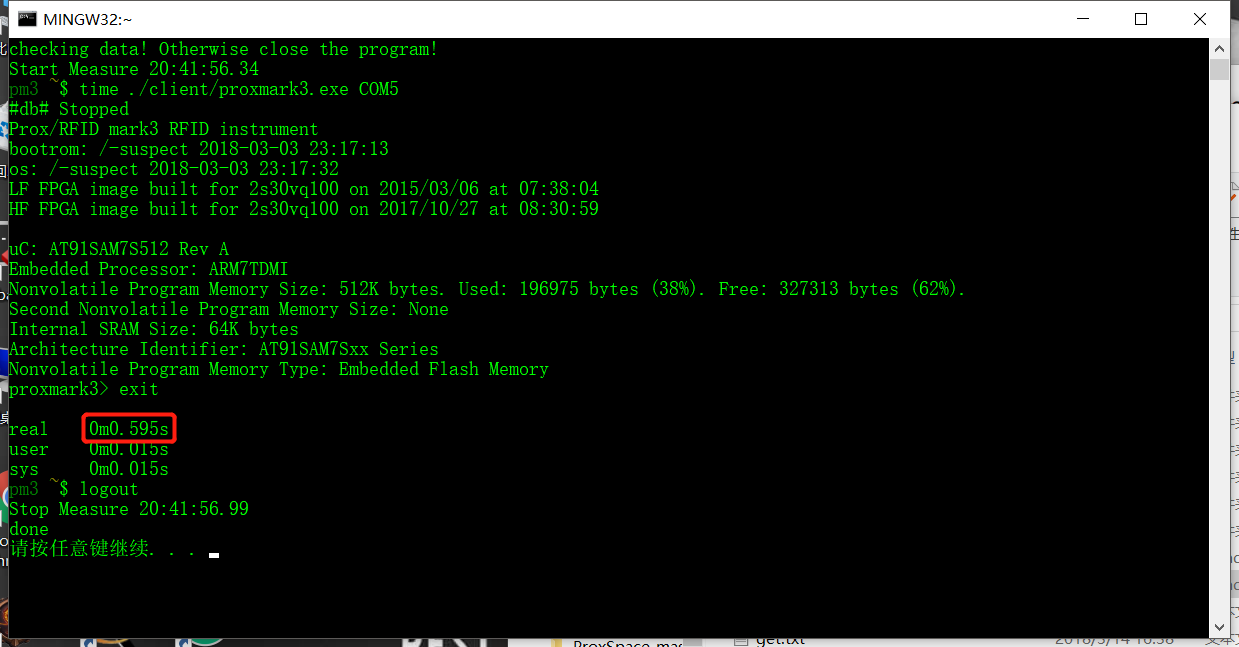 MINGW32:~
checking data! Otherwise close the program!
Start Measure 20:41:56.34
pm3 ~$ time ./client/proxmark3.exe COM5
#db# Stopped
Prox/RFID mark3 RFID instrument
bootrom: /-suspect 2018-03-03 23:17:13
os: /-suspect 2018-03-03 23:17:32
LF FPGA image built for 2s30vq100 on 2015/03/06 at 07:38:04
HF FPGA image built for 2s30vq100 on 2017/10/27 at 08:30:59
uC: AT91SAM7S512 Rev A
Embedded Processor: ARM7TDMI
Nonvolatile Program Memory Size: 512K bytes. Used: 196975 bytes (38%). Free: 327313 bytes (62%).
Second Nonvolatile Program Memory Size: None
Internal SRAM Size: 64K bytes
Architecture Identifier: AT91SAM7Sxx Series
Nonvolatile Program Memory Type: Embedded Flash Memory
proxmark3> exit
real 0m0.595s
user 0m0.015s
sys 0m0.015s
pm3 ~$ logout
Stop Measure 20:41:56.99
done
请按任意键继续. . .
get.txt